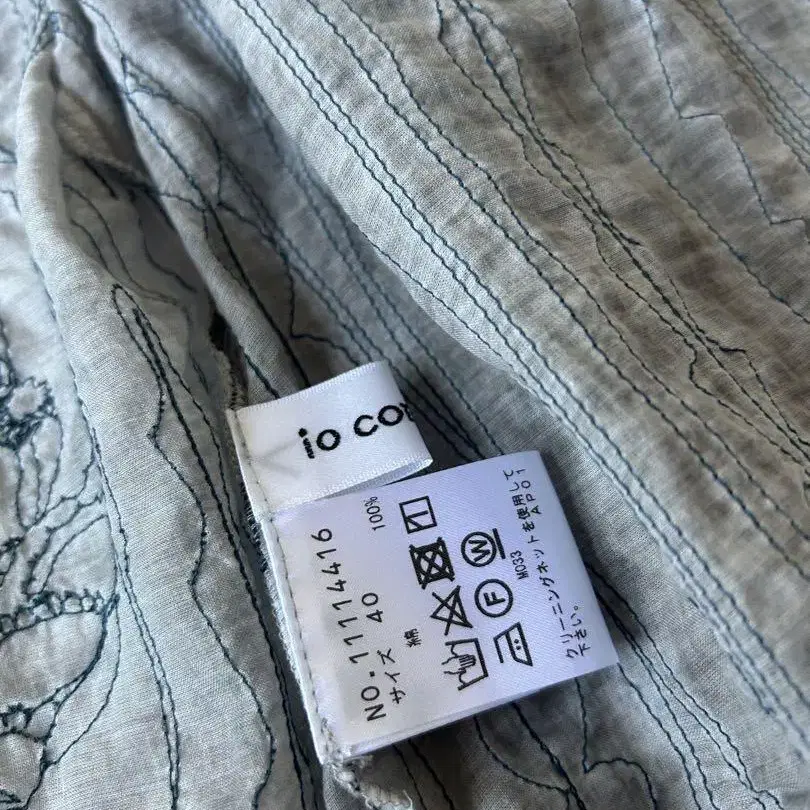 io co
NO.11114416
サイズ 40
綿 100%
W
F
M033
クリーニングネットを使用して
下さい。
AP01